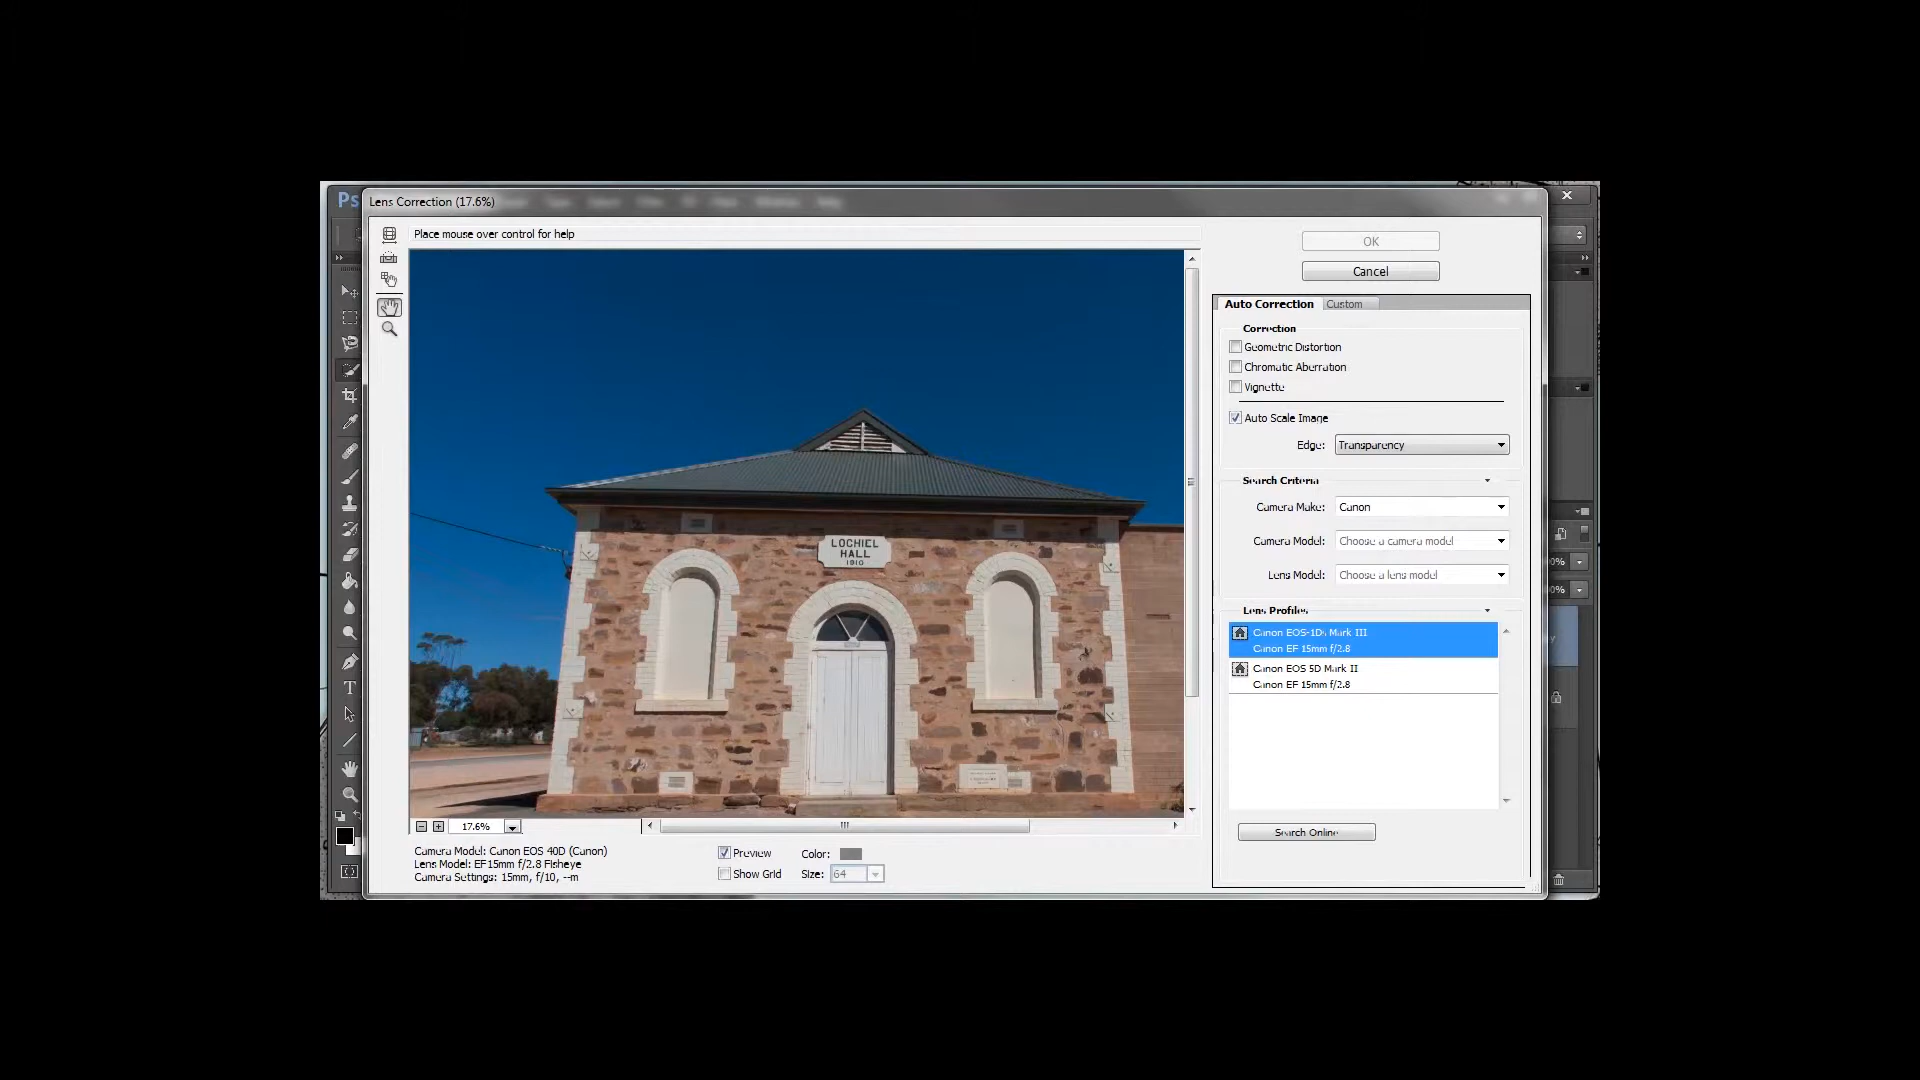 Ps
Lens Correction (17.6%)
Place mouse over control for help
OK
Cancel
Auto Correction
Custom
Correction
Geometric Distortion
Chromatic Aberration
Vignette
Auto Scale Image
Edge: Transparency
Search Criteria
Camera Make: Canon
Camera Model: Choose a camera model
Lens Model: Choose a lens model
Lens Profiles
Canon EOS-1Ds Mark III
Canon EF 15mm f/2.8
Canon EOS 5D Mark II
Canon EF 15mm f/2.8
Search Online
LOCHIEL
HALL
1910
17.6%
Camera Model: Canon EOS 40D (Canon)
Lens Model: EF15mm f/2.8 Fisheye
Camera Settings: 15mm, f/10, --m
Preview
Color:
Show Grid
Size: 64
T